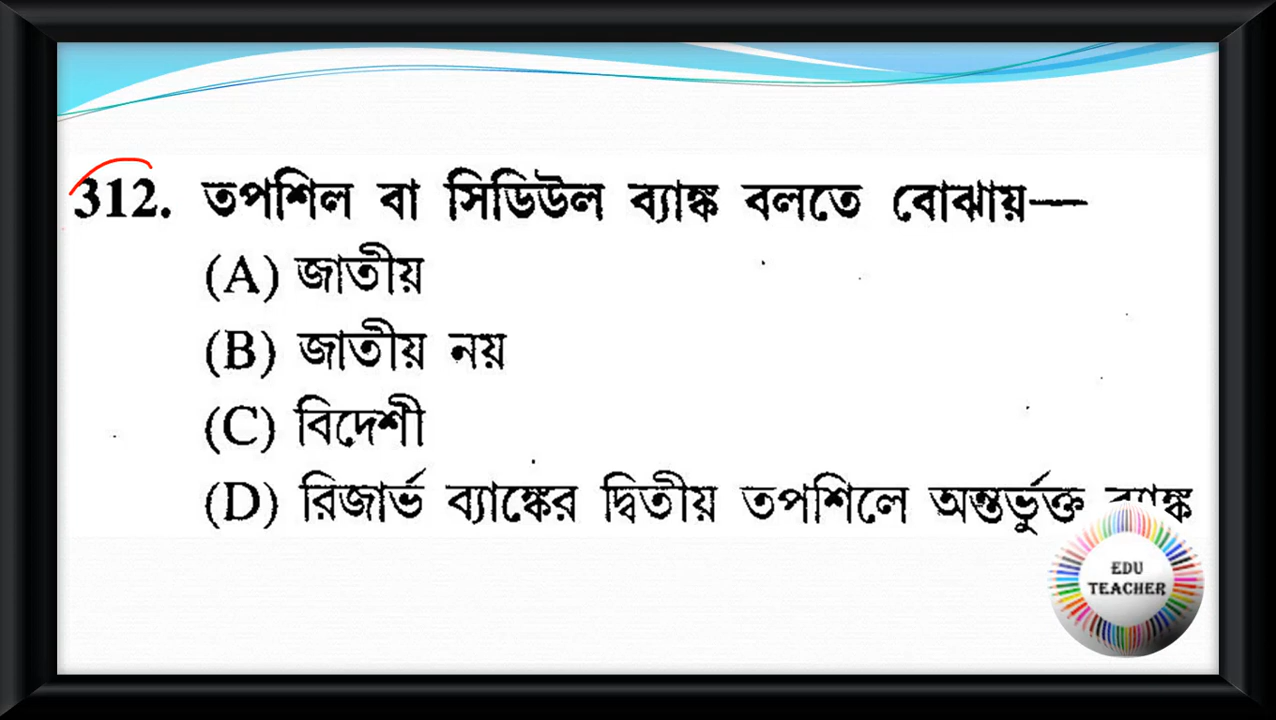 312. তপশিল বা সিডিউল ব্যাঙ্ক বলতে বোঝায়—
(A) জাতীয়
(B) জাতীয় নয়
(C) বিদেশী
(D) রিজার্ভ ব্যাঙ্কের দ্বিতীয় তপশিলে অন্তর্ভুক্ত ব্যাঙ্ক
EDU
TEACHER